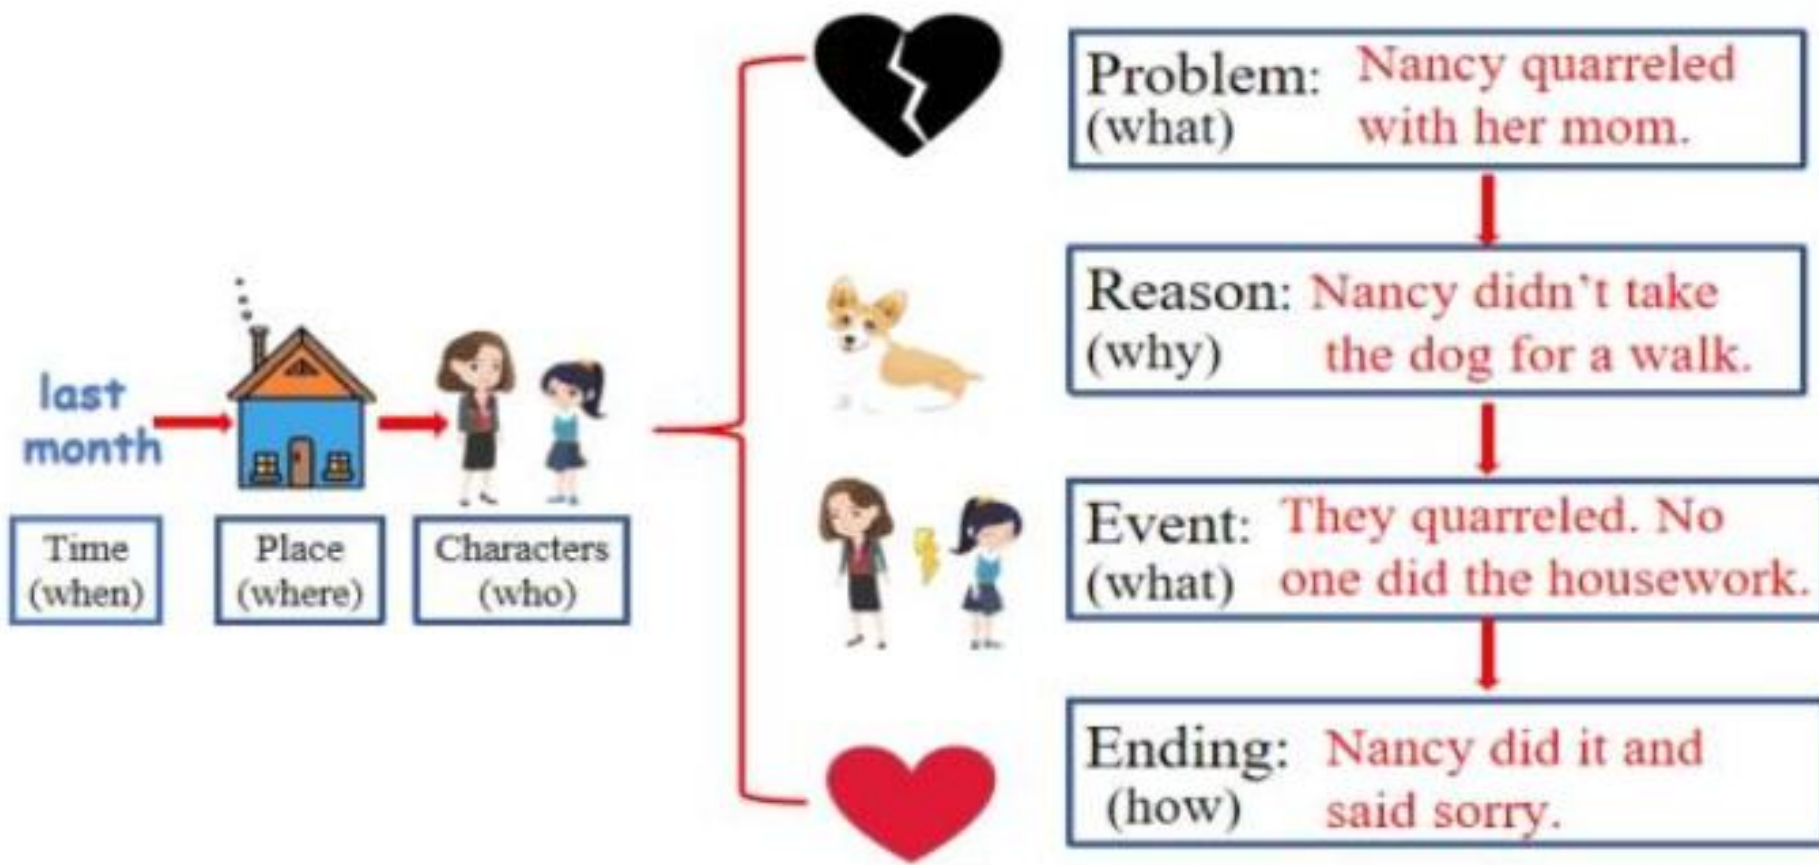 last
month
Time
(when)
Place
(where)
Characters
(who)
Problem: Nancy quarreled
(what) with her mom.
Reason: Nancy didn't take
(why) the dog for a walk.
Event: They quarreled. No
(what) one did the housework.
Ending: Nancy did it and
(how) said sorry.